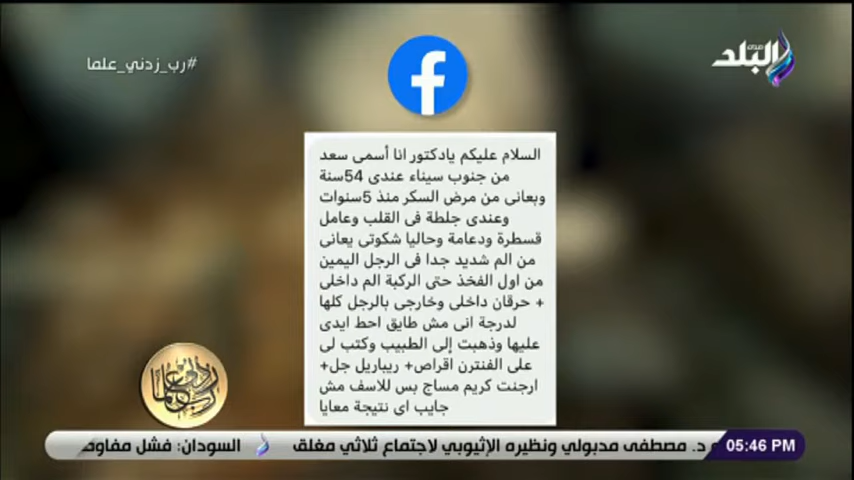 #رب_زدني_علما
صدى
البلد
السلام عليكم يادكتور انا أسمى سعد
من جنوب سيناء عندى 54سنة
وبعانى من مرض السكر منذ 5سنوات
وعندى جلطة فى القلب وعامل
قسطرة ودعامة وحاليا شكوتى يعانى
من الم شديد جدا فى الرجل اليمين
من اول الفخذ حتى الركبة الم داخلى
+ حرقان داخلى وخارجى بالرجل كلها
لدرجة انى مش طايق احط ايدى
عليها وذهبت إلى الطبيب وكتب لى
على الفنترن اقراص+ ريباريل جل+
ارجنت كريم مساج بس للاسف مش
جايب اى نتيجة معايا
رب زدني علما
د. مصطفى مدبولي ونظيره الإثيوبي لاجتماع ثلاثي مغلق
السودان: فشل مفاوض
05:46 PM